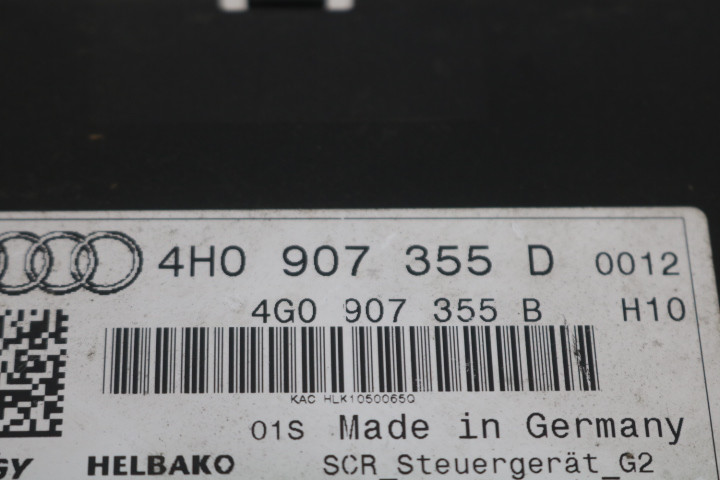 4H0 907 355 D 0012
4G0 907 355 B H10
KAC HLK1050065Q
01S Made in Germany
HELBAKO SCR_Steuergerät_G2